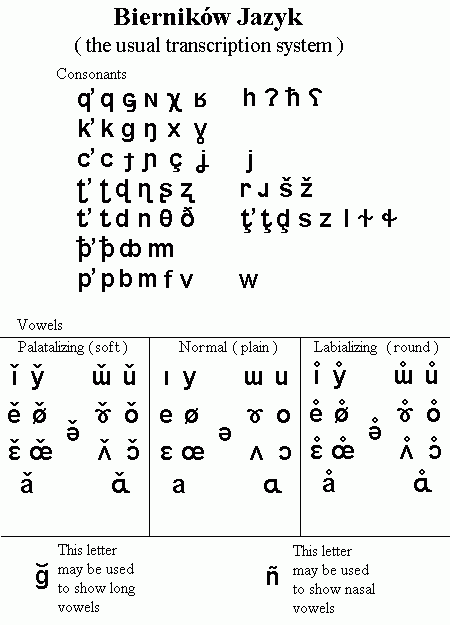 Bierników Jazyk
( the usual transcription system )
Consonants
q̓ q ɢ ɴ χ ʁ h ʔ ħ ʕ
k̓ k g ŋ x ɣ
c̓ c ɟ ɲ ç ʝ j
ʈ̓ ʈ ɖ ɳ ʂ ʐ r ɹ š ž
t̓ t d n θ ð ţ̓ ţ ḑ s z l
p̓ p b m f v w
Vowels
Palatalizing ( soft ) Normal ( plain ) Labializing ( round )
ǐ y̌ ɯ̌ ǔ ı y ɯ u i̊ ẙ ɯ̊ ů
ě ø̌ ɤ̌ ǒ e ø ɤ o e̊ ø̊ ɤ̊ o̊
ə̌ ə ə̊
ɛ̌ œ̌ ʌ̌ ɔ̌ ɛ œ ʌ ɔ ɛ̊ œ̊ ʌ̊ ɔ̊
ǎ ɑ̌ a ɑ å ɑ̊
ğ This letter
may be used
to show long
vowels
ñ This letter
may be used
to show nasal
vowels